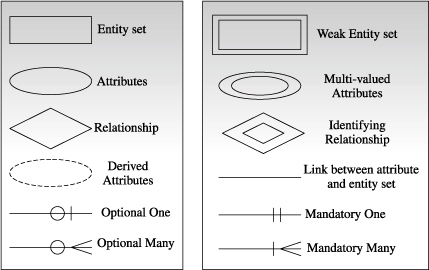 Entity set
Attributes
Relationship
Derived
Attributes
Optional One
Optional Many
Weak Entity set
Multi-valued
Attributes
Identifying
Relationship
Link between attribute
and entity set
Mandatory One
Mandatory Many